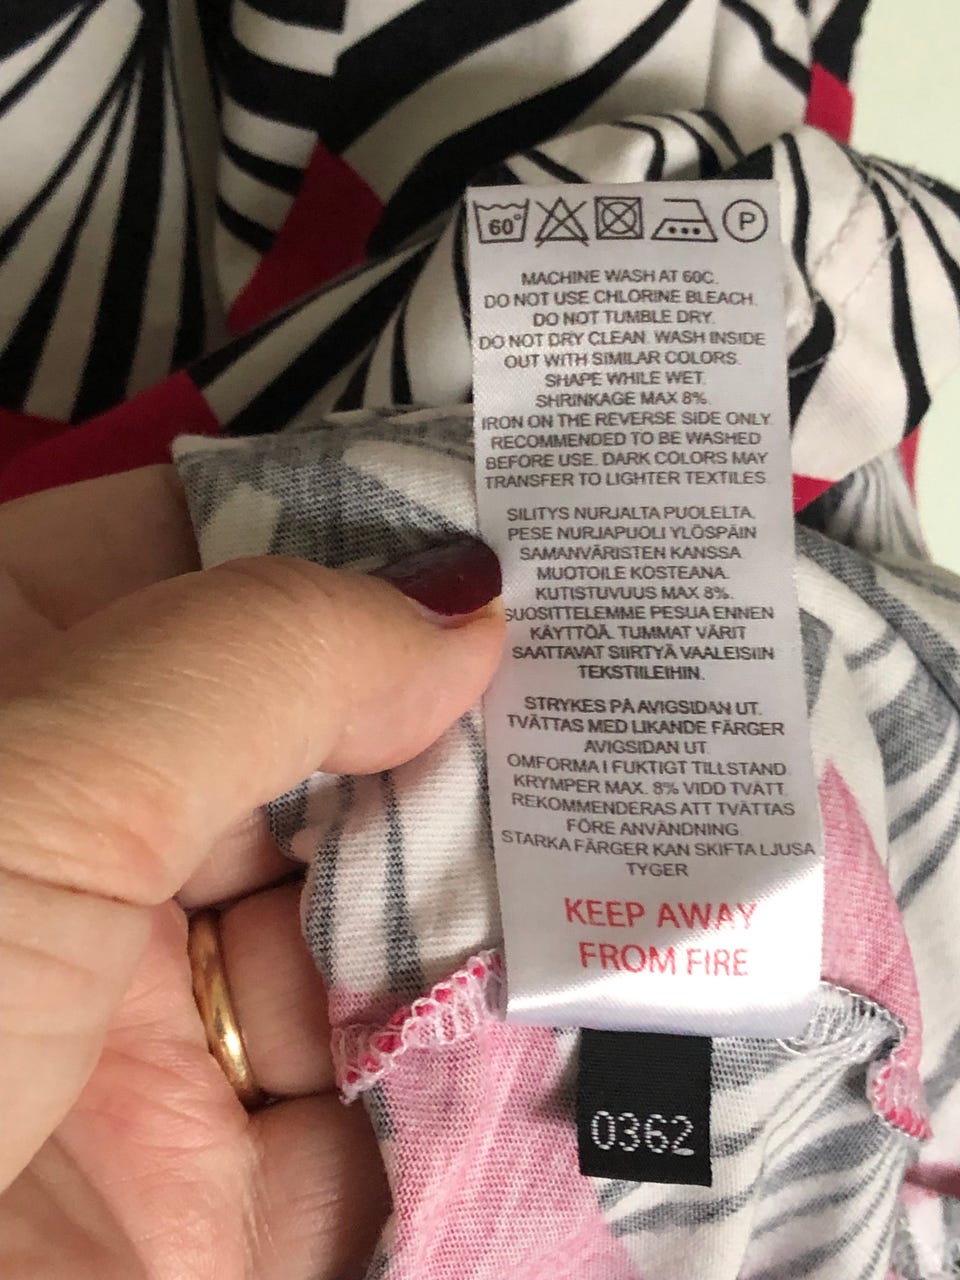 60°
P
MACHINE WASH AT 60C.
DO NOT USE CHLORINE BLEACH.
DO NOT TUMBLE DRY.
DO NOT DRY CLEAN. WASH INSIDE
OUT WITH SIMILAR COLORS.
SHAPE WHILE WET.
SHRINKAGE MAX 8%.
IRON ON THE REVERSE SIDE ONLY.
RECOMMENDED TO BE WASHED
BEFORE USE. DARK COLORS MAY
TRANSFER TO LIGHTER TEXTILES.
SILITYS NURJALTA PUOLELTA.
PESE NURJAPUOLI YLÖSPÄIN
SAMANVÄRISTEN KANSSA.
MUOTOILE KOSTEANA.
KUTISTUVUUS MAX 8%.
SUOSITTELEMME PESUA ENNEN
KÄYTTÖÄ. TUMMAT VÄRIT
SAATTAVAT SIIRTYÄ VAALEISIIN
TEKSTIILEIHIN.
STRYKES PÅ AVIGSIDAN UT.
TVÄTTAS MED LIKANDE FÄRGER
AVIGSIDAN UT.
OMFORMA I FUKTIGT TILLSTAND.
KRYMPER MAX. 8% VIDD TVÄTT.
REKOMMENDERAS ATT TVÄTTAS
FÖRE ANVÄNDNING.
STARKA FÄRGER KAN SKIFTA LJUSA
TYGER
KEEP AWAY
FROM FIRE
0362